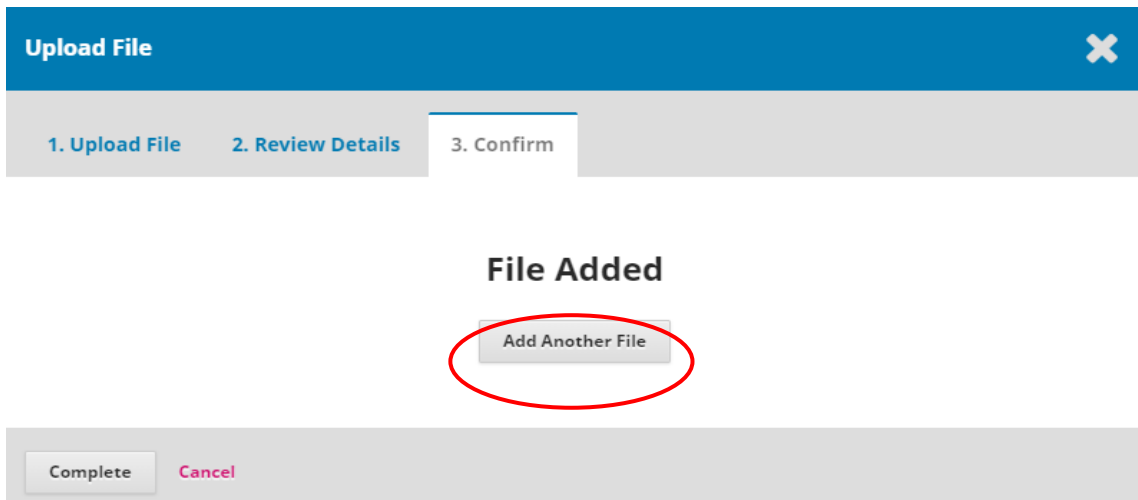 Upload File
1. Upload File 2. Review Details 3. Confirm
File Added
Add Another File
Complete Cancel